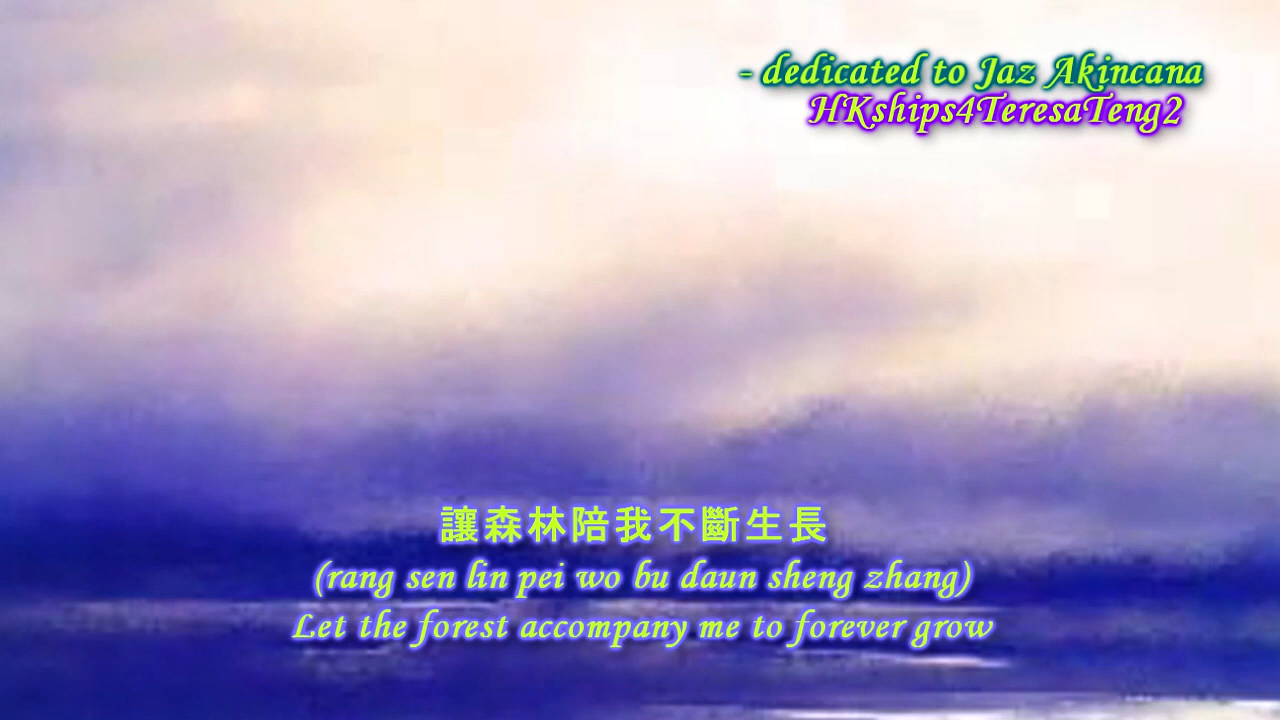 - dedicated to Jaz Akincana
HKships4TeresaTeng2
讓森林陪我不斷生長
(rang sen lin pei wo bu daun sheng zhang)
Let the forest accompany me to forever grow